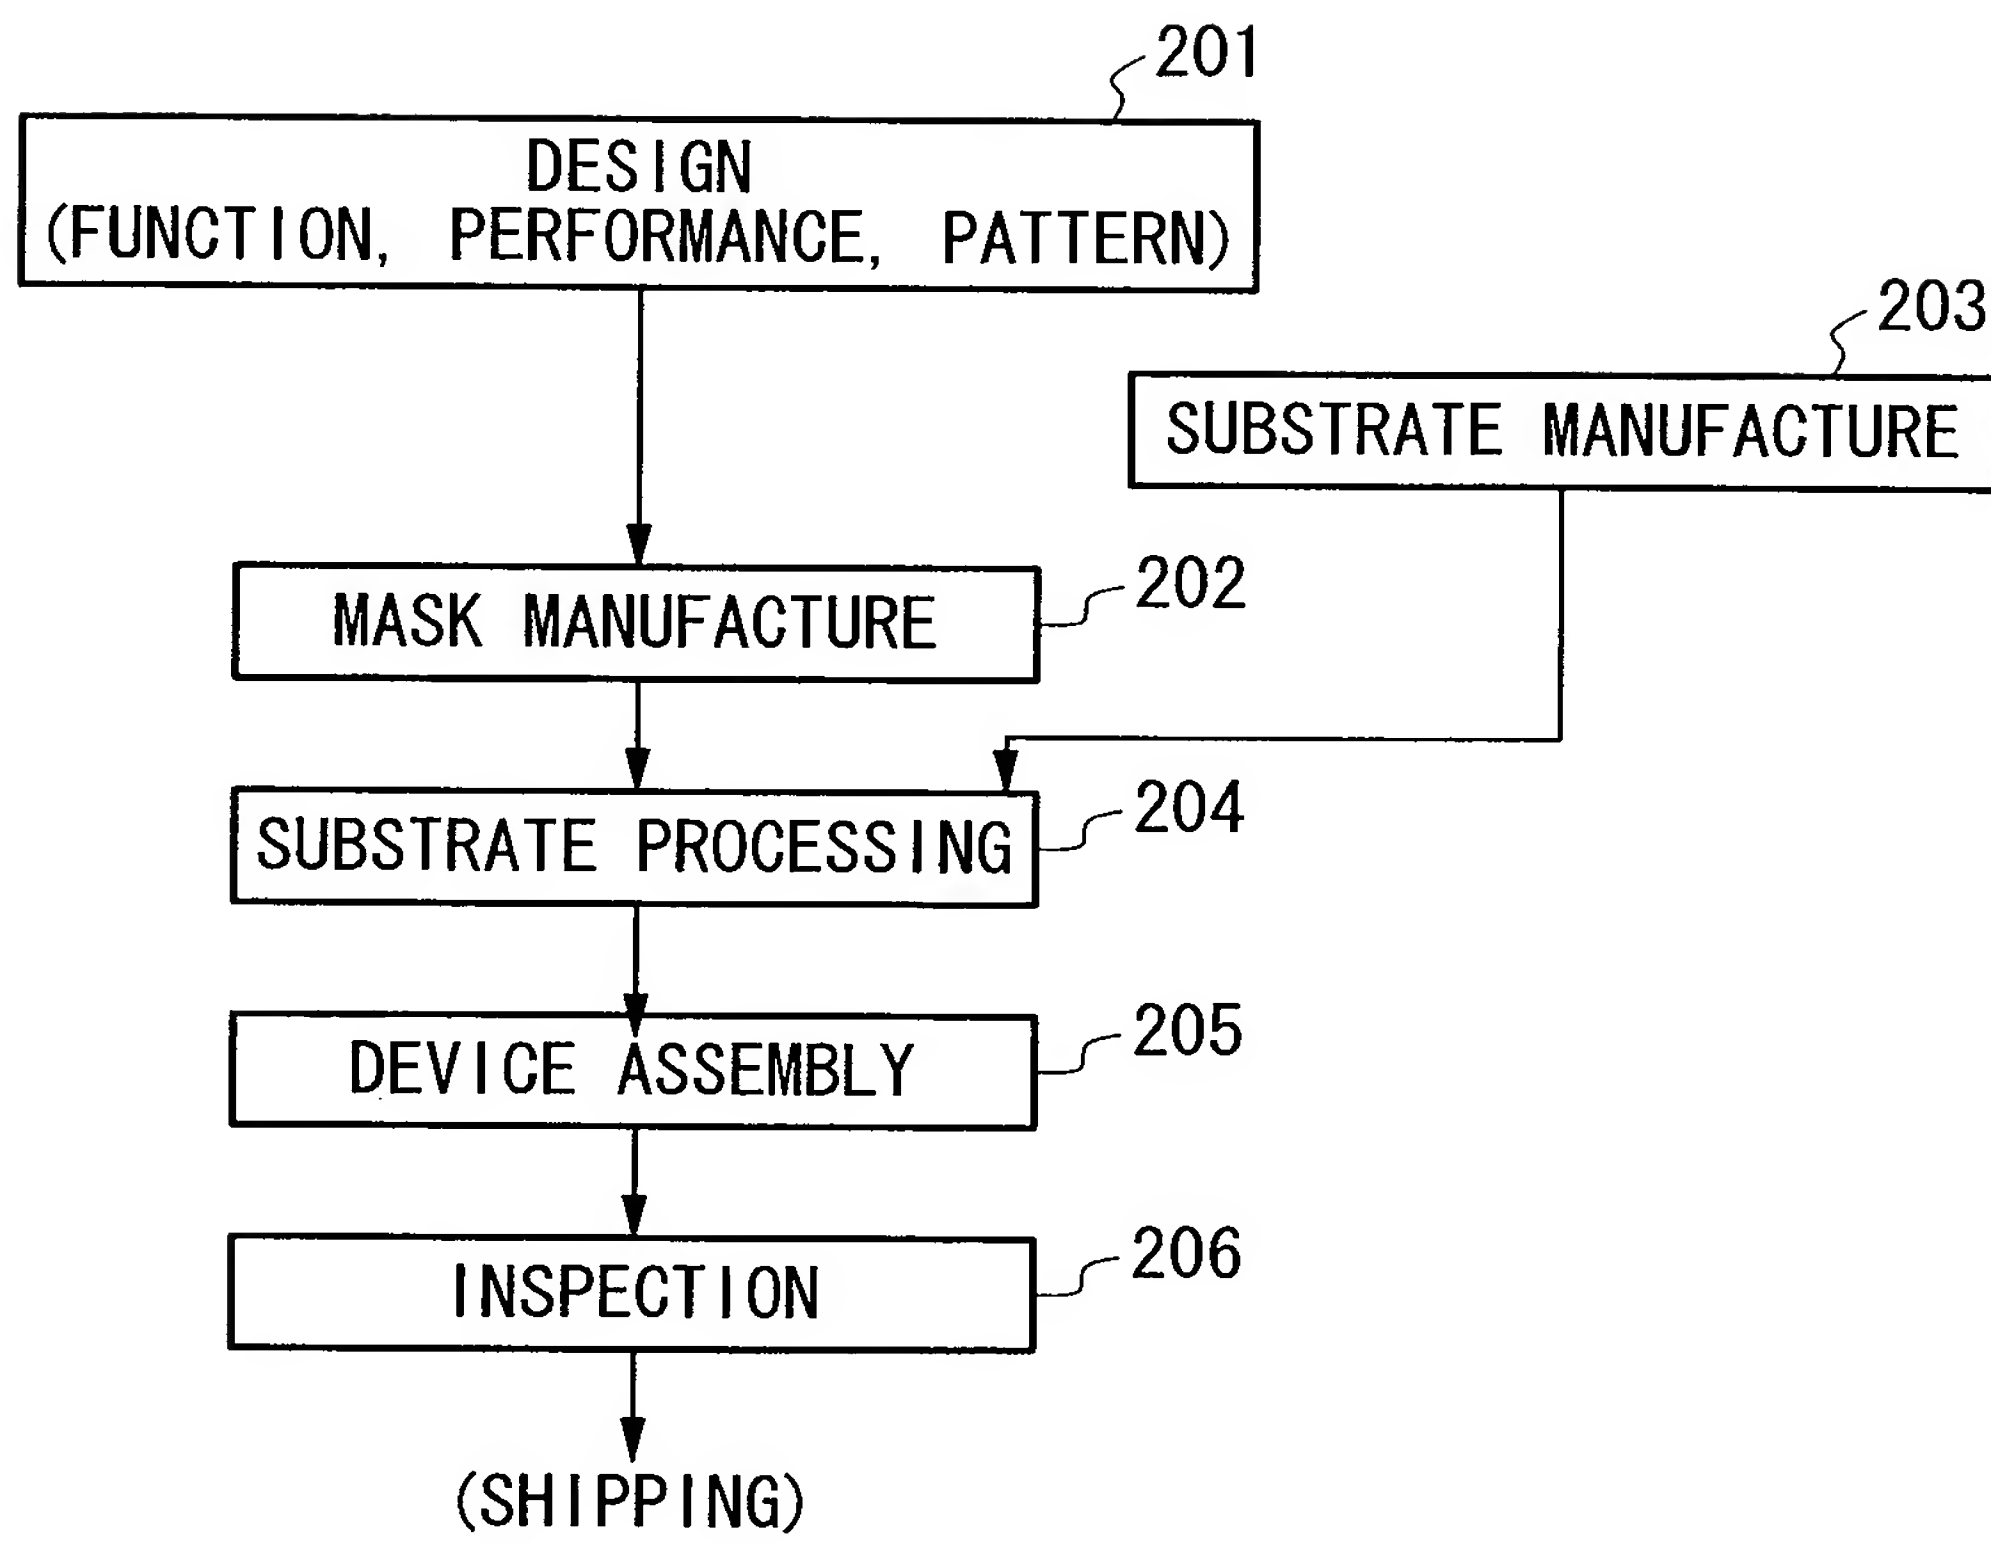 201
DESIGN
(FUNCTION, PERFORMANCE, PATTERN)
203
SUBSTRATE MANUFACTURE
MASK MANUFACTURE
202
SUBSTRATE PROCESSING
204
DEVICE ASSEMBLY
205
INSPECTION
206
(SHIPPING)